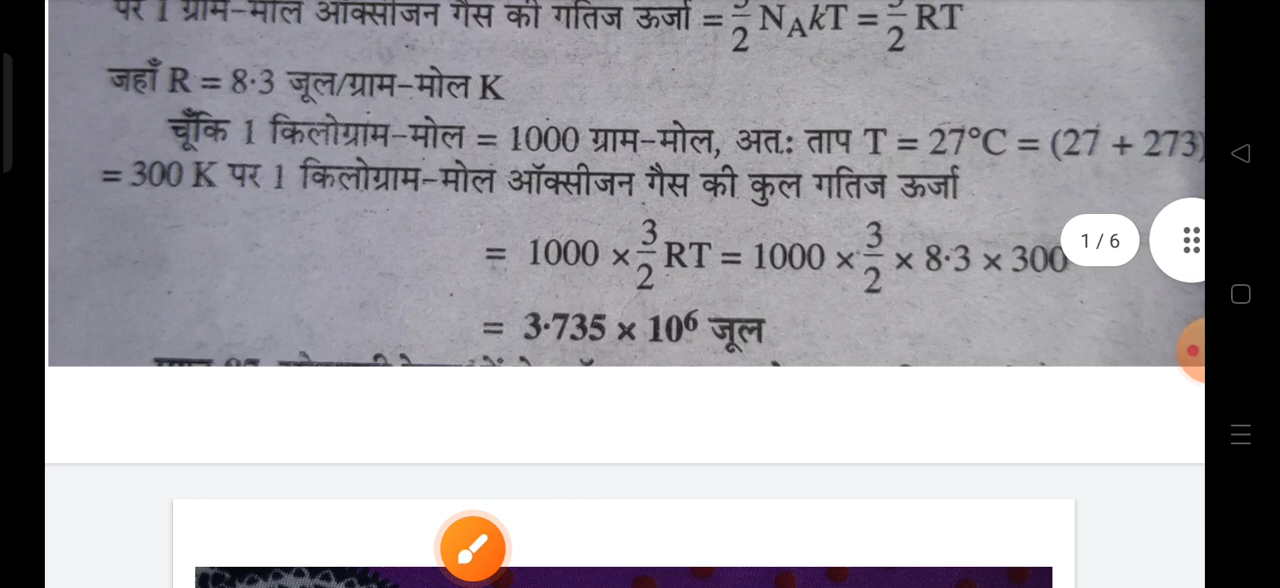 पर 1 ग्राम-मोल ऑक्सीजन गैस की गतिज ऊर्जा = 3/2 NAkT = 3/2 RT
जहाँ R = 8·3 जूल/ग्राम-मोल K
चूँकि 1 किलोग्राम-मोल = 1000 ग्राम-मोल, अत: ताप T = 27°C = (27 + 273)
= 300 K पर 1 किलोग्राम-मोल ऑक्सीजन गैस की कुल गतिज ऊर्जा
= 1000 × 3/2 RT = 1000 × 3/2 × 8·3 × 300
1 / 6
= 3·735 × 10⁶ जूल